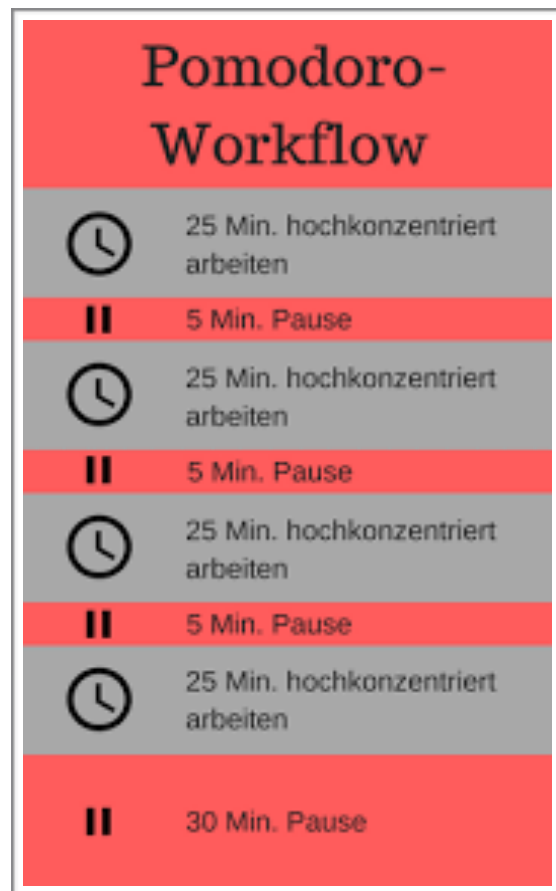 Pomodoro-
Workflow
25 Min. hochkonzentriert
arbeiten
5 Min. Pause
25 Min. hochkonzentriert
arbeiten
5 Min. Pause
25 Min. hochkonzentriert
arbeiten
5 Min. Pause
25 Min. hochkonzentriert
arbeiten
30 Min. Pause